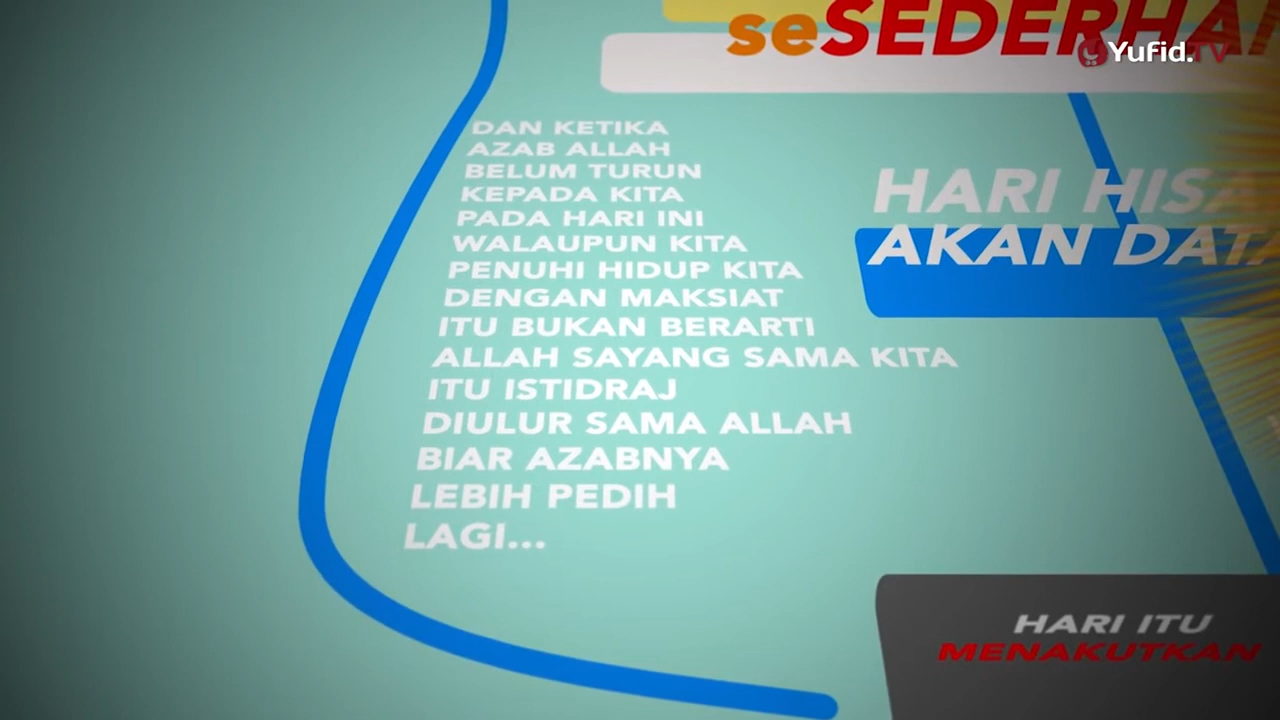 seSEDERHA
Yufid.TV
DAN KETIKA
AZAB ALLAH
BELUM TURUN
KEPADA KITA
PADA HARI INI
WALAUPUN KITA
PENUHI HIDUP KITA
DENGAN MAKSIAT
ITU BUKAN BERARTI
ALLAH SAYANG SAMA KITA
ITU ISTIDRAJ
DIULUR SAMA ALLAH
BIAR AZABNYA
LEBIH PEDIH
LAGI...
HARI HISA
AKAN DATA
HARI ITU
MENAKUTKAN